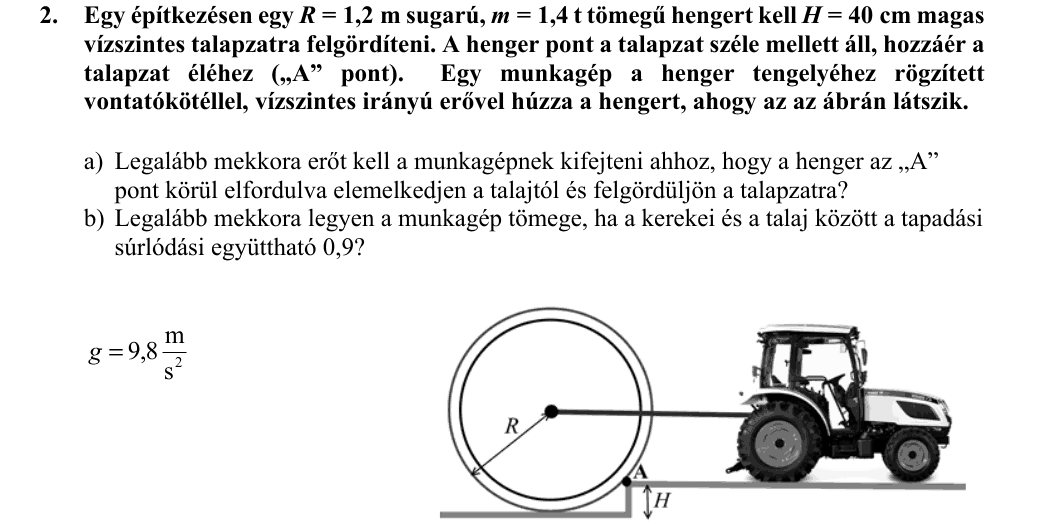 2. Egy építkezésen egy R = 1,2 m sugarú, m = 1,4 t tömegű hengert kell H = 40 cm magas
vízszintes talapzatra felgördíteni. A henger pont a talapzat széle mellett áll, hozzáér a
talapzat éléhez („A” pont). Egy munkagép a henger tengelyéhez rögzített
vontatókötéllel, vízszintes irányú erővel húzza a hengert, ahogy az az ábrán látszik.
a) Legalább mekkora erőt kell a munkagépnek kifejteni ahhoz, hogy a henger az „A”
pont körül elfordulva elemelkedjen a talajtól és felgördüljön a talapzatra?
b) Legalább mekkora legyen a munkagép tömege, ha a kerekei és a talaj között a tapadási
súrlódási együttható 0,9?
g = 9,8 m/s²
R
A
H